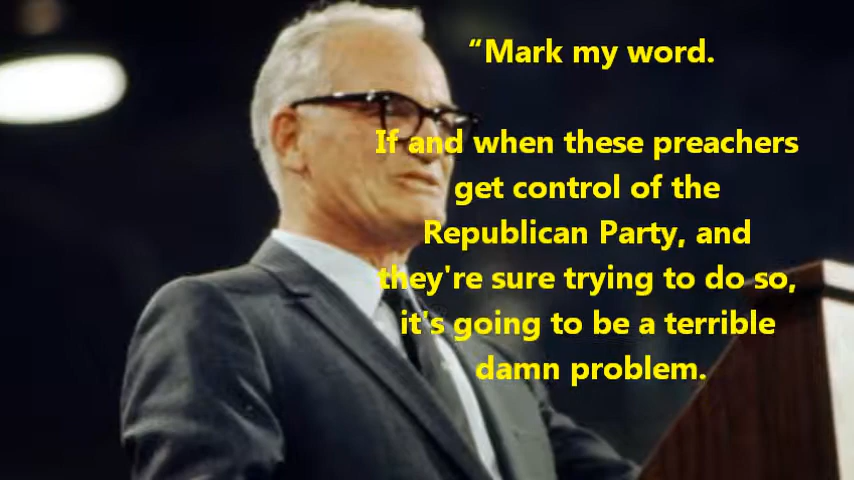 “Mark my word.
If and when these preachers
get control of the
Republican Party, and
they're sure trying to do so,
it's going to be a terrible
damn problem.